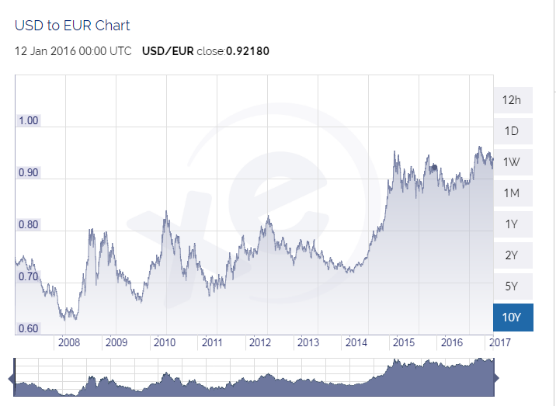 USD to EUR Chart
12 Jan 2016 00:00 UTC USD/EUR close:0.92180
1.00
0.90
0.80
0.70
0.60
2008 2009 2010 2011 2012 2013 2014 2015 2016 2017
12h
1D
1W
1M
1Y
2Y
5Y
10Y
xe